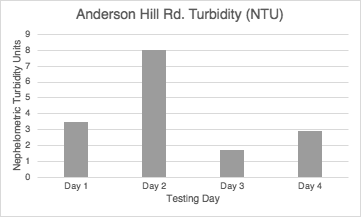 Anderson Hill Rd. Turbidity (NTU)
Nephelometric Turbidity Units
9
8
7
6
5
4
3
2
1
0
Day 1 Day 2 Day 3 Day 4
Testing Day